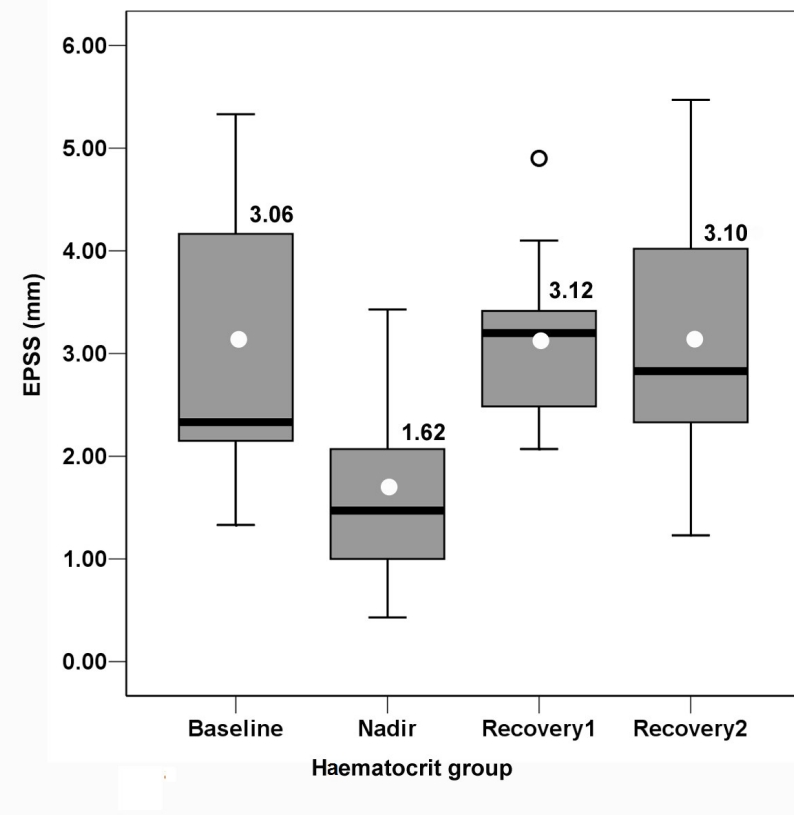 6.00
5.00
4.00
3.00
2.00
1.00
0.00
EPSS (mm)
3.06
1.62
3.12
3.10
Baseline
Nadir
Recovery1
Recovery2
Haematocrit group